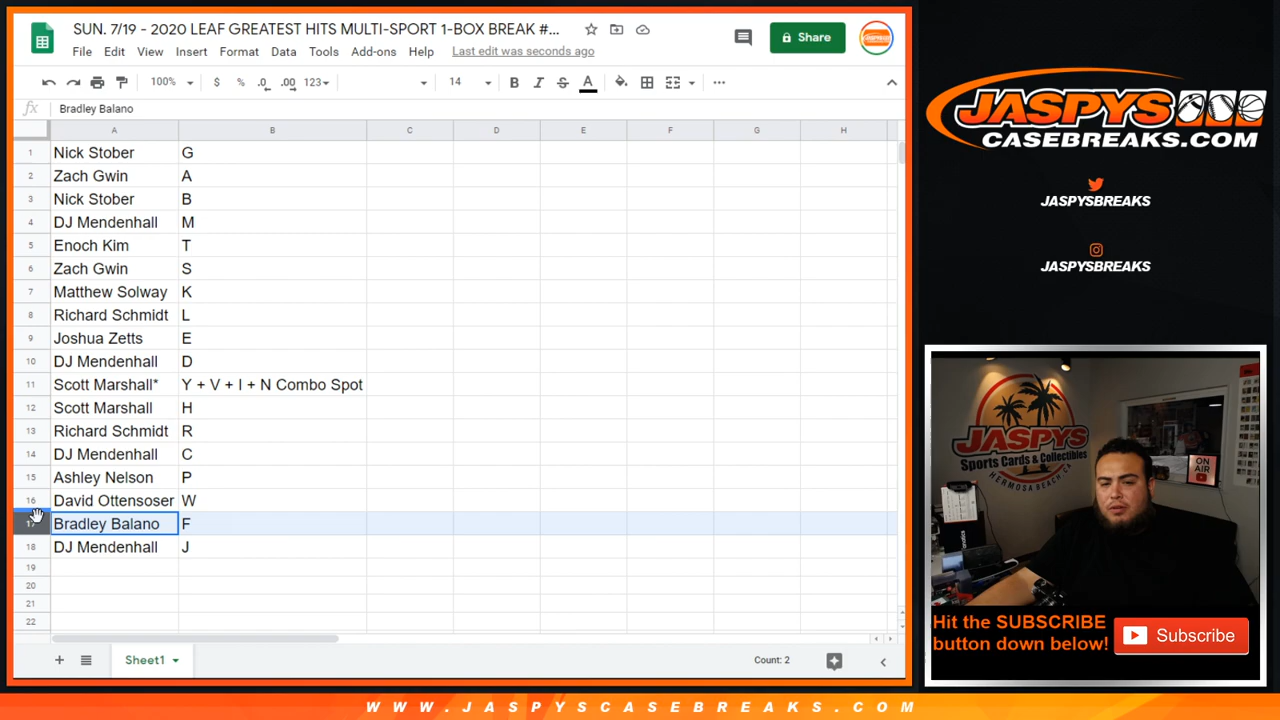 SUN. 7/19 - 2020 LEAF GREATEST HITS MULTI-SPORT 1-BOX BREAK #...
File Edit View Insert Format Data Tools Add-ons Help Last edit was seconds ago
Share
100% $ % .0 .00 123 14 B I S A
fx Bradley Balano
A B C D E F G H
1 Nick Stober G
2 Zach Gwin A
3 Nick Stober B
4 DJ Mendenhall M
5 Enoch Kim T
6 Zach Gwin S
7 Matthew Solway K
8 Richard Schmidt L
9 Joshua Zetts E
10 DJ Mendenhall D
11 Scott Marshall* Y + V + I + N Combo Spot
12 Scott Marshall H
13 Richard Schmidt R
14 DJ Mendenhall C
15 Ashley Nelson P
16 David Ottensoser W
17 Bradley Balano F
18 DJ Mendenhall J
19
20
21
22
Sheet1
Count: 2
JASPYS
CASEBREAKS.COM
JASPYSBREAKS
JASPYSBREAKS
JASPYS
Sports Cards & Collectibles
HERMOSA BEACH, CA
ON AIR
Hit the SUBSCRIBE
button down below!
Subscribe
WWW.JASPYSCASEBREAKS.COM